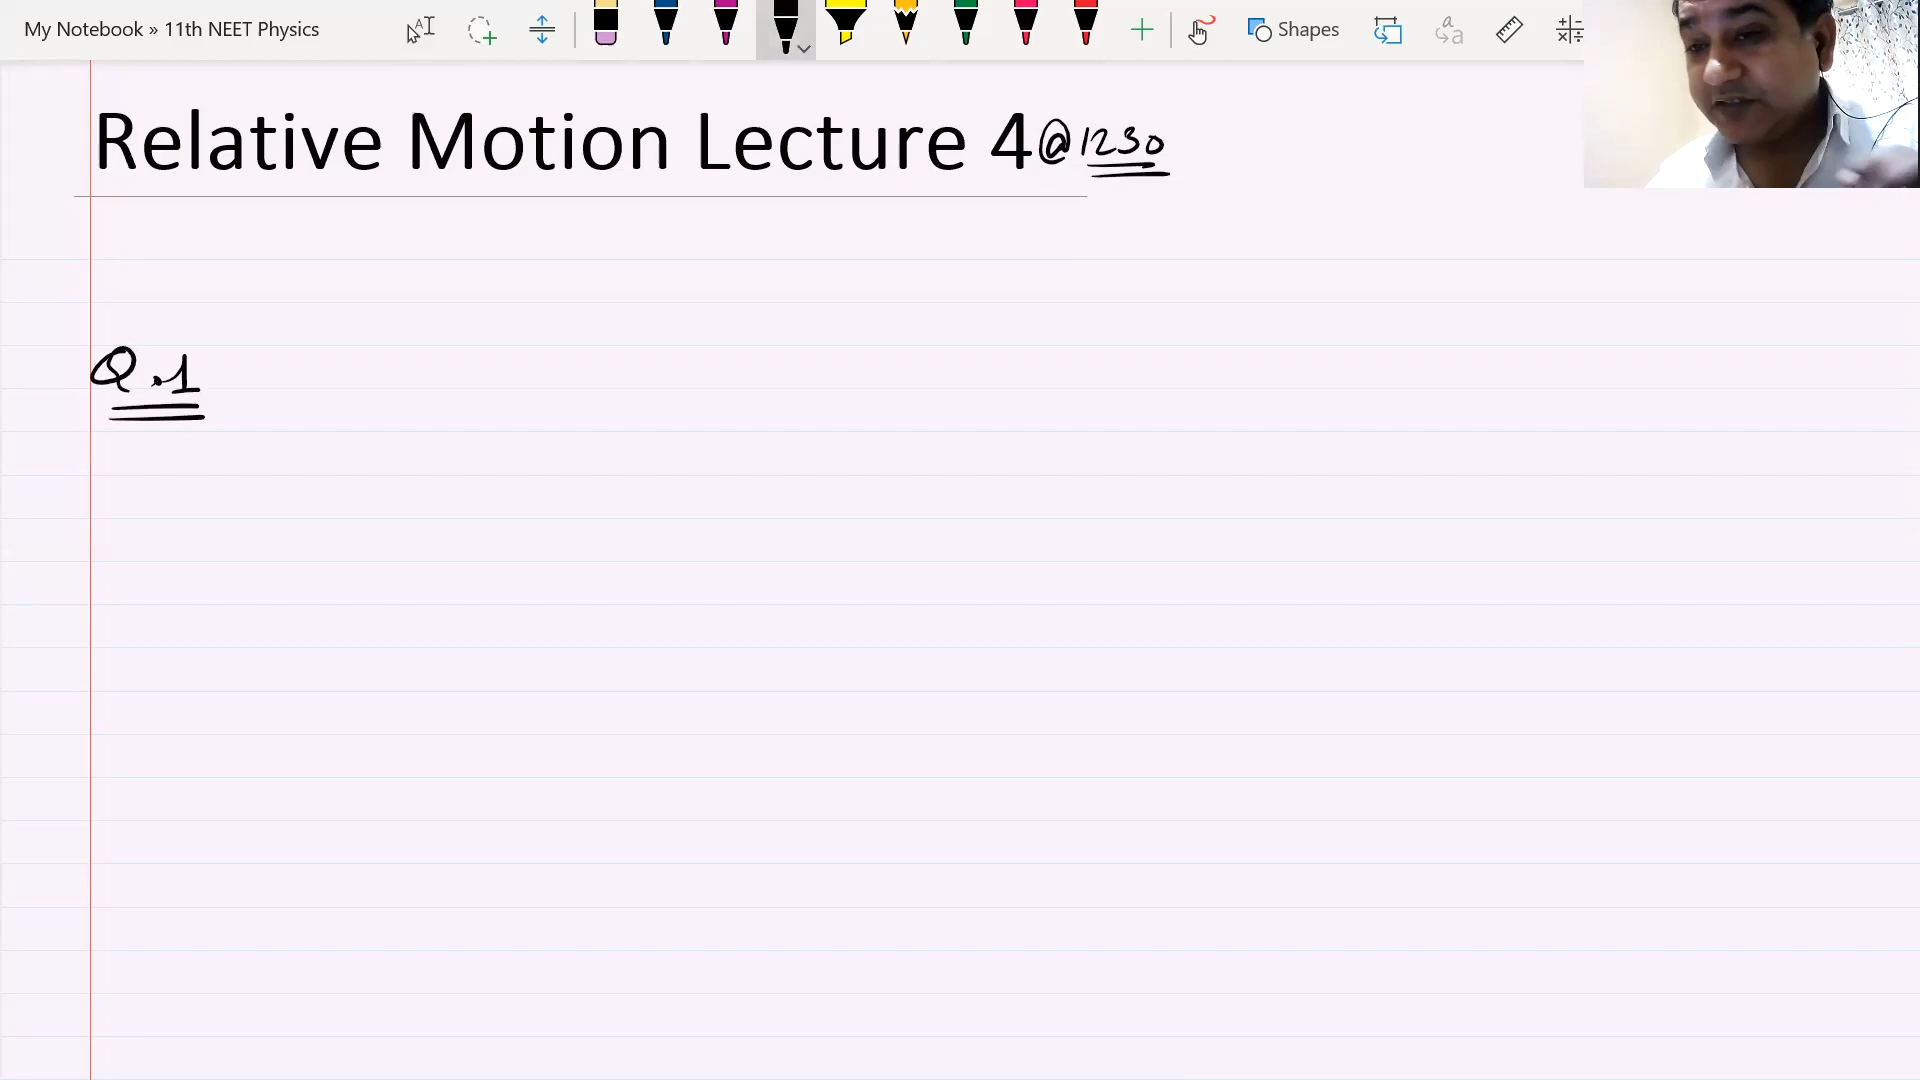 My Notebook » 11th NEET Physics
Shapes
Relative Motion Lecture 4 @ 1230
Q.1